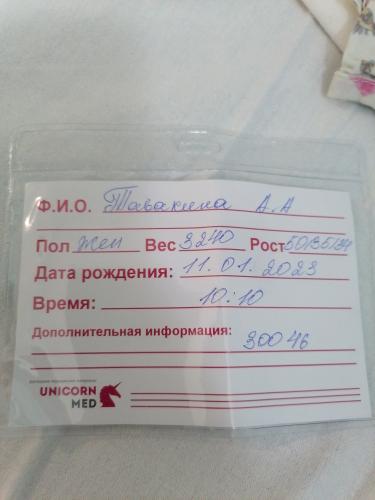 Ф.И.О. Тавакина А.А
Пол жен Вес 3240 Рост 50/35/34
Дата рождения: 11.01.2023
Время: 10:10
Дополнительная информация:
30046
UNICORN
MED